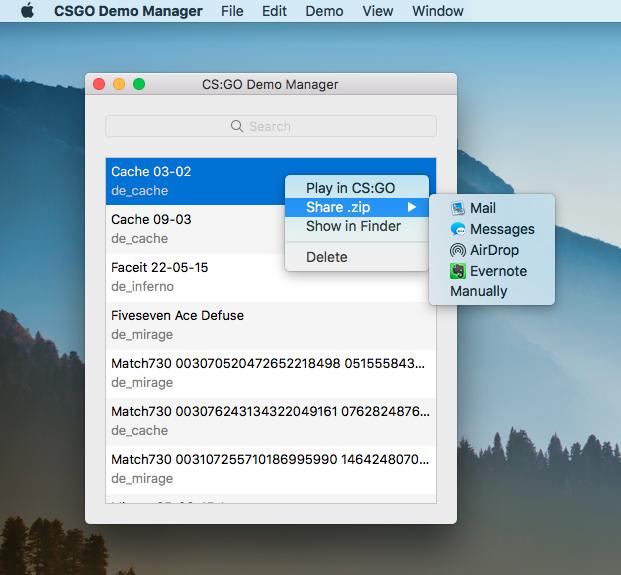 CSGO Demo Manager File Edit Demo View Window
CS:GO Demo Manager
Search
Cache 03-02
de_cache
Play in CS:GO
Share .zip
Show in Finder
Delete
Mail
Messages
AirDrop
Evernote
Manually
Cache 09-03
de_cache
Faceit 22-05-15
de_inferno
Fiveseven Ace Defuse
de_mirage
Match730 003070520472652218498 051555843...
de_mirage
Match730 003076243134322049161 0762824876...
de_cache
Match730 003107255710186995990 1464248070...
de_mirage